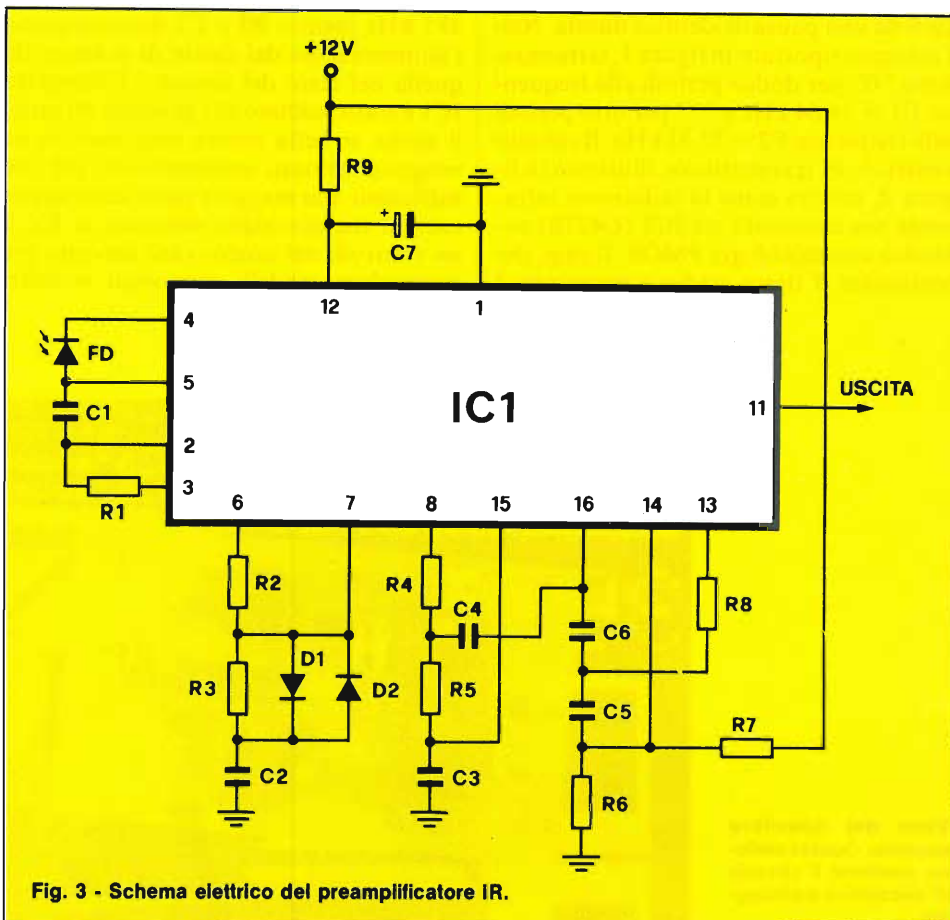 +12V
R9
+
C7
12
1
4
FD
5
C1
2
3
R1
IC1
11
USCITA
6
7
8
15
16
14
13
R2
R4
C4
R8
C6
R3
D1
D2
R5
C5
R7
C2
C3
R6
Fig. 3 - Schema elettrico del preamplificatore IR.